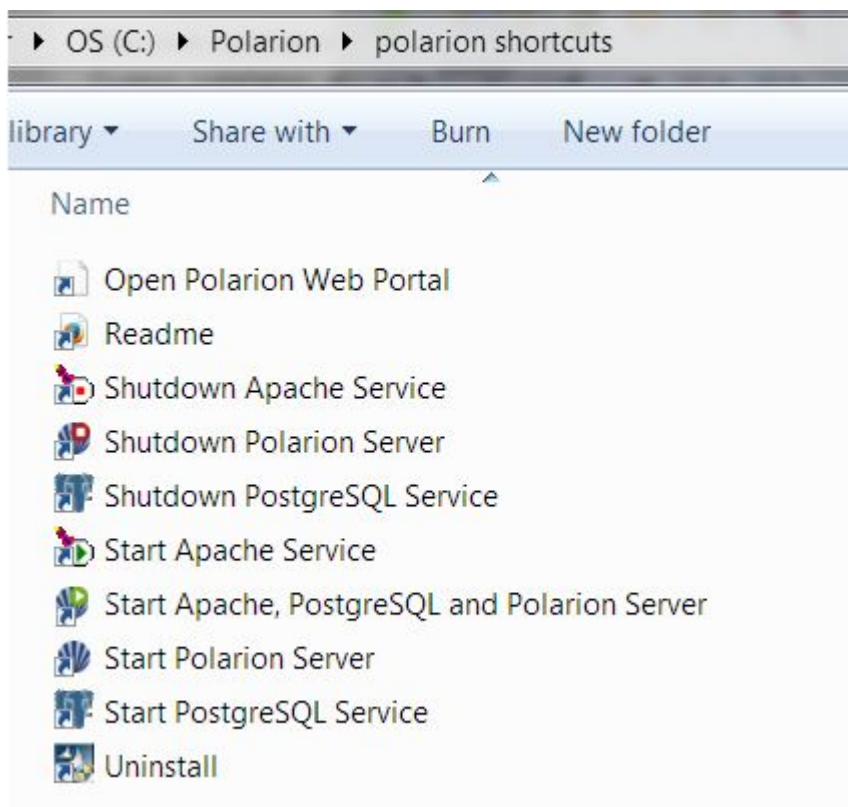 OS (C:) Polarion polarion shortcuts
library Share with Burn New folder
Name
Open Polarion Web Portal
Readme
Shutdown Apache Service
Shutdown Polarion Server
Shutdown PostgreSQL Service
Start Apache Service
Start Apache, PostgreSQL and Polarion Server
Start Polarion Server
Start PostgreSQL Service
Uninstall